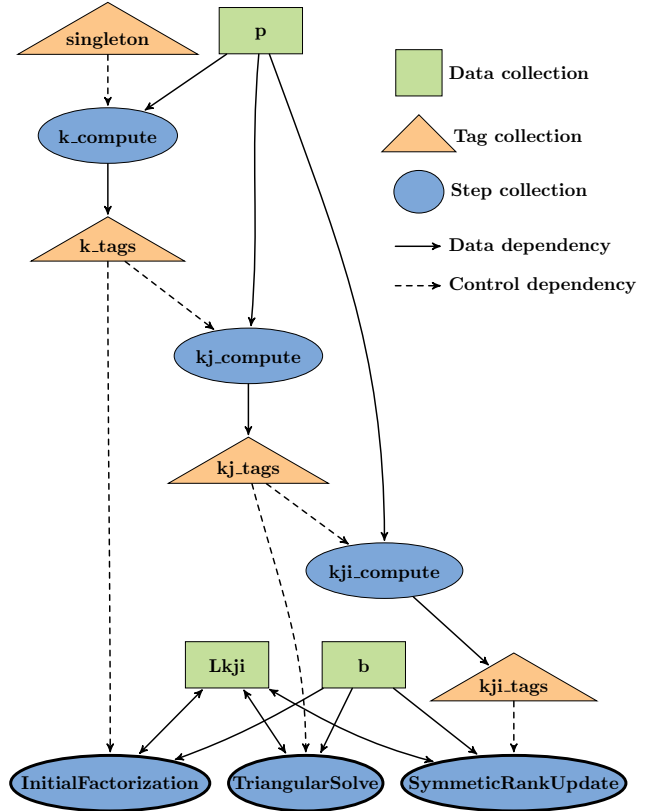 singleton
p
Data collection
k_compute
Tag collection
Step collection
k_tags
Data dependency
Control dependency
kj_compute
kj_tags
kji_compute
Lkji
b
kji_tags
InitialFactorization
TriangularSolve
SymmeticRankUpdate